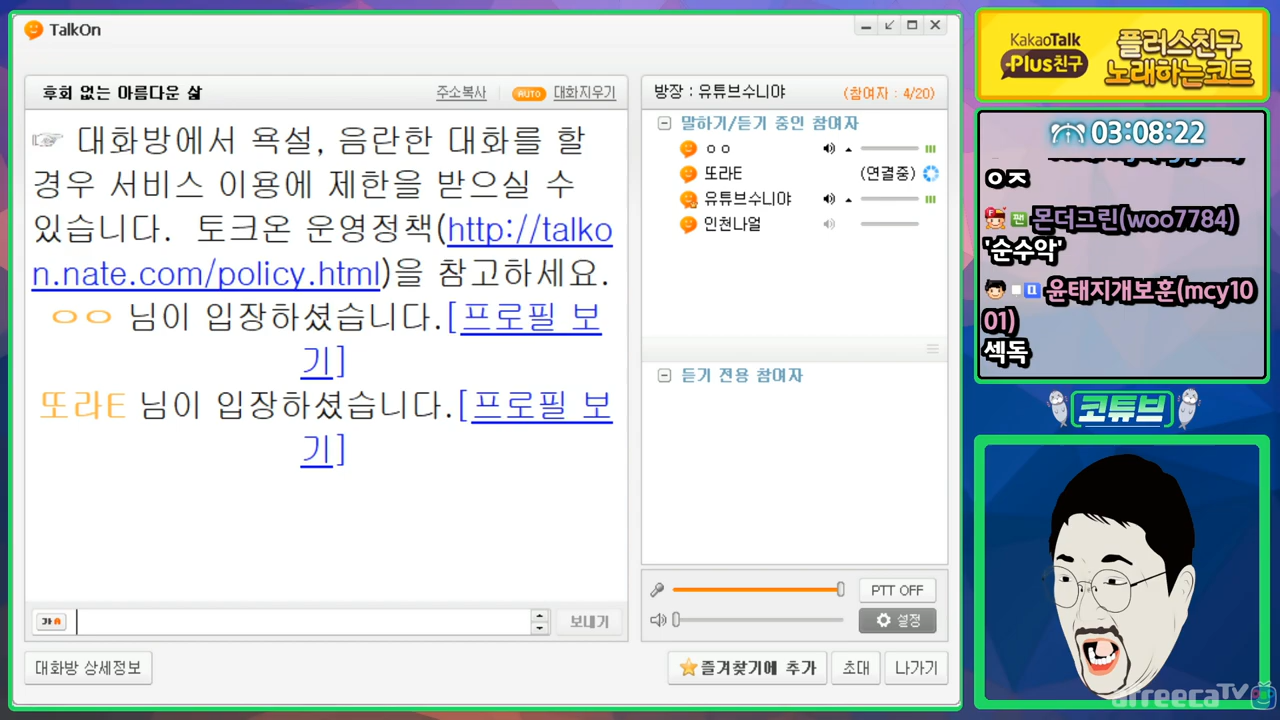 TalkOn
후회 없는 아름다운 삶
주소복사
AUTO 대화지우기
☞ 대화방에서 욕설, 음란한 대화를 할
경우 서비스 이용에 제한을 받으실 수
있습니다. 토크온 운영정책(http://talko
n.nate.com/policy.html)을 참고하세요.
ㅇㅇ 님이 입장하셨습니다.[프로필 보
기]
또라E 님이 입장하셨습니다.[프로필 보
기]
가
보내기
대화방 상세정보
방장 : 유튜브수니야 (참여자 : 4/20)
말하기/듣기 중인 참여자
ㅇㅇ
또라E (연결중)
유튜브수니야
인천나얼
듣기 전용 참여자
PTT OFF
설정
즐겨찾기에 추가
초대
나가기
KakaoTalk
Plus친구
플러스친구
노래하는코트
03:08:22
ㅇㅈ
F 팬 몬더그린(woo7784)
'순수악'
윤태지개보훈(mcy10
01)
섹독
코튜브
afreecaTV